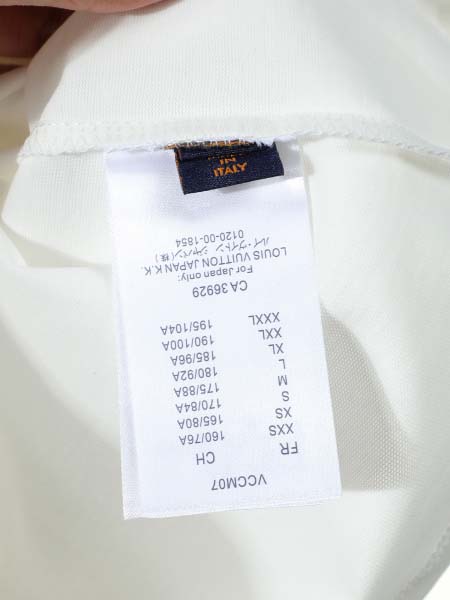 IN
ITALY
VCCM07
FR CH
XXS 160/76A
XS 165/80A
S 170/84A
M 175/88A
L 180/92A
XL 185/96A
XXL 190/100A
XXXL 195/104A
CA 36929
For Japan only:
LOUIS VUITTON JAPAN K.K.
ルイ・ヴィトン ジャパン(株)
0120-00-1854